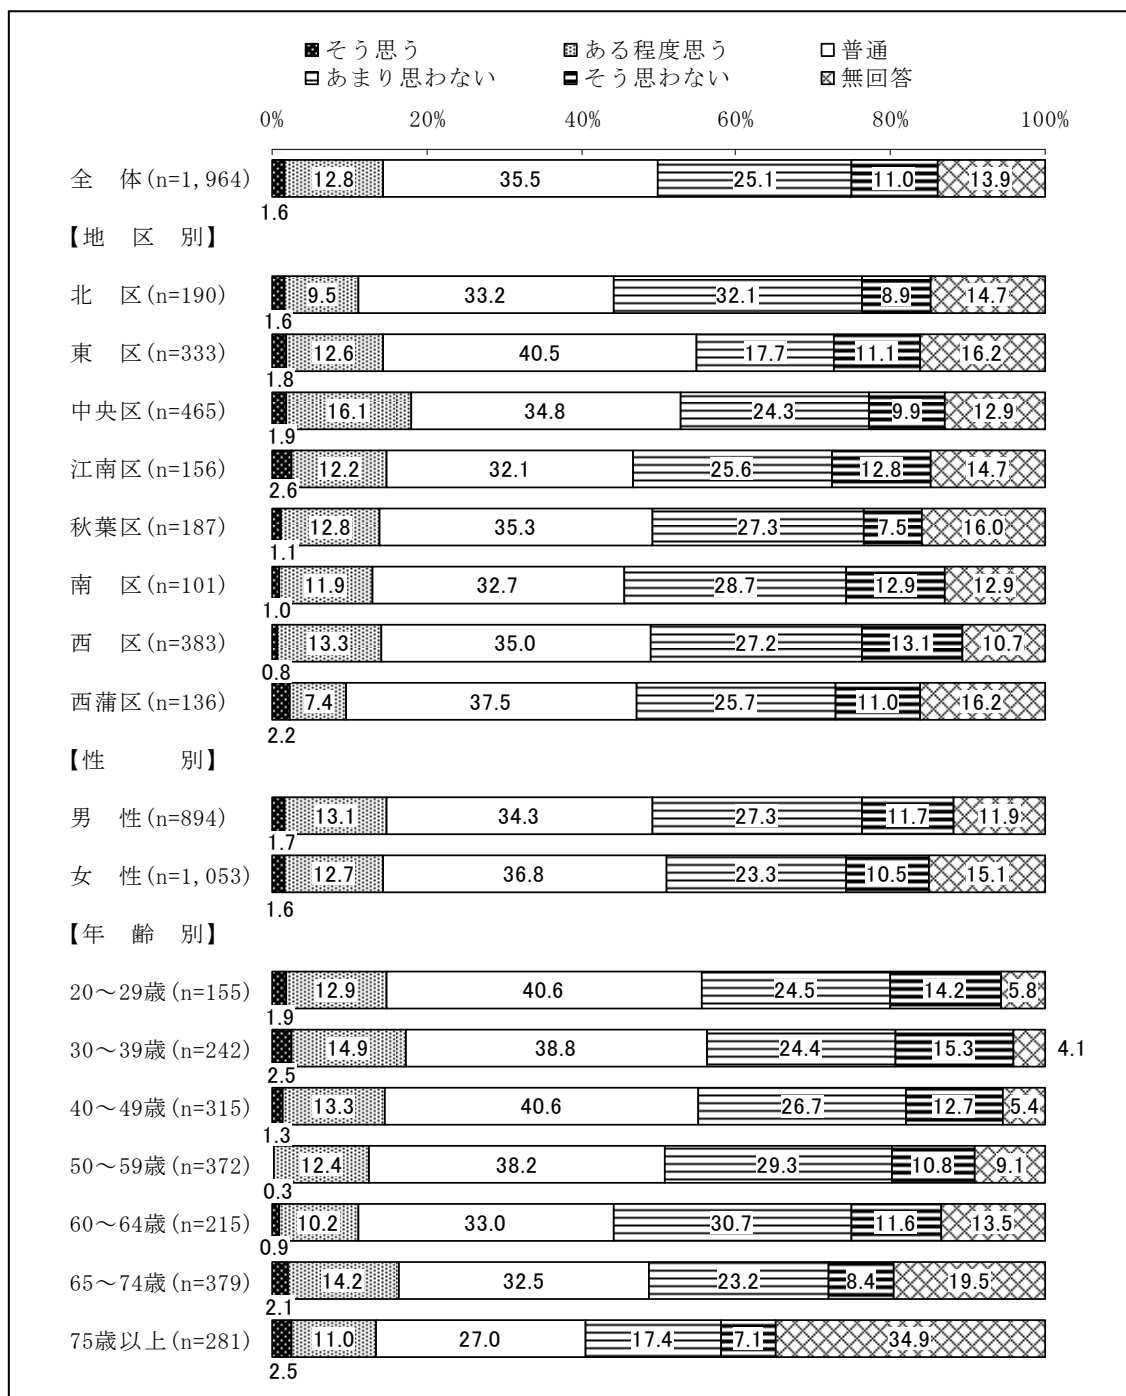 そう思う ある程度思う 普通
あまり思わない そう思わない 無回答
0% 20% 40% 60% 80% 100%
全 体(n=1,964) 12.8 35.5 25.1 11.0 13.9
1.6
【地 区 別】
北 区(n=190) 9.5 33.2 32.1 8.9 14.7
1.6
東 区(n=333) 12.6 40.5 17.7 11.1 16.2
1.8
中央区(n=465) 16.1 34.8 24.3 9.9 12.9
1.9
江南区(n=156) 12.2 32.1 25.6 12.8 14.7
2.6
秋葉区(n=187) 12.8 35.3 27.3 7.5 16.0
1.1
南 区(n=101) 11.9 32.7 28.7 12.9 12.9
1.0
西 区(n=383) 13.3 35.0 27.2 13.1 10.7
0.8
西蒲区(n=136) 7.4 37.5 25.7 11.0 16.2
2.2
【性 別】
男 性(n=894) 13.1 34.3 27.3 11.7 11.9
1.7
女 性(n=1,053) 12.7 36.8 23.3 10.5 15.1
1.6
【年 齢 別】
20～29歳(n=155) 12.9 40.6 24.5 14.2 5.8
1.9
30～39歳(n=242) 14.9 38.8 24.4 15.3 4.1
2.5
40～49歳(n=315) 13.3 40.6 26.7 12.7 5.4
1.3
50～59歳(n=372) 12.4 38.2 29.3 10.8 9.1
0.3
60～64歳(n=215) 10.2 33.0 30.7 11.6 13.5
0.9
65～74歳(n=379) 14.2 32.5 23.2 8.4 19.5
2.1
75歳以上(n=281) 11.0 27.0 17.4 7.1 34.9
2.5